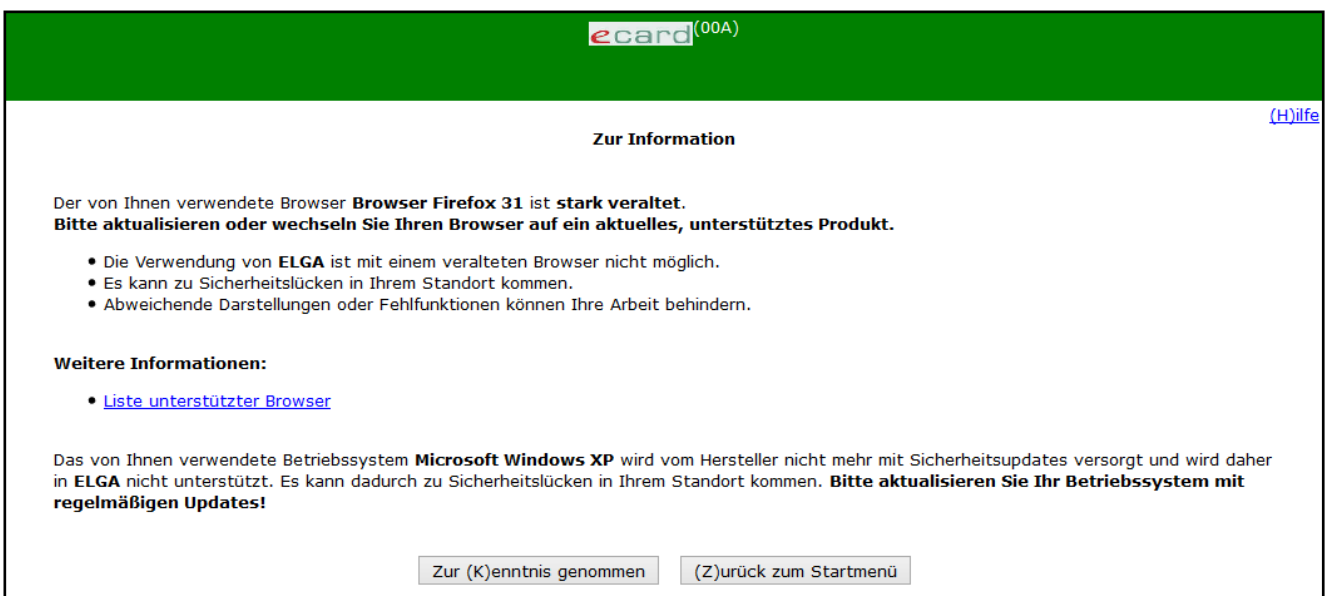 ecard(00A)
(H)ilfe
Zur Information
Der von Ihnen verwendete Browser Browser Firefox 31 ist stark veraltet.
Bitte aktualisieren oder wechseln Sie Ihren Browser auf ein aktuelles, unterstütztes Produkt.
• Die Verwendung von ELGA ist mit einem veralteten Browser nicht möglich.
• Es kann zu Sicherheitslücken in Ihrem Standort kommen.
• Abweichende Darstellungen oder Fehlfunktionen können Ihre Arbeit behindern.
Weitere Informationen:
• Liste unterstützter Browser
Das von Ihnen verwendete Betriebssystem Microsoft Windows XP wird vom Hersteller nicht mehr mit Sicherheitsupdates versorgt und wird daher
in ELGA nicht unterstützt. Es kann dadurch zu Sicherheitslücken in Ihrem Standort kommen. Bitte aktualisieren Sie Ihr Betriebssystem mit
regelmäßigen Updates!
Zur (K)enntnis genommen (Z)urück zum Startmenü